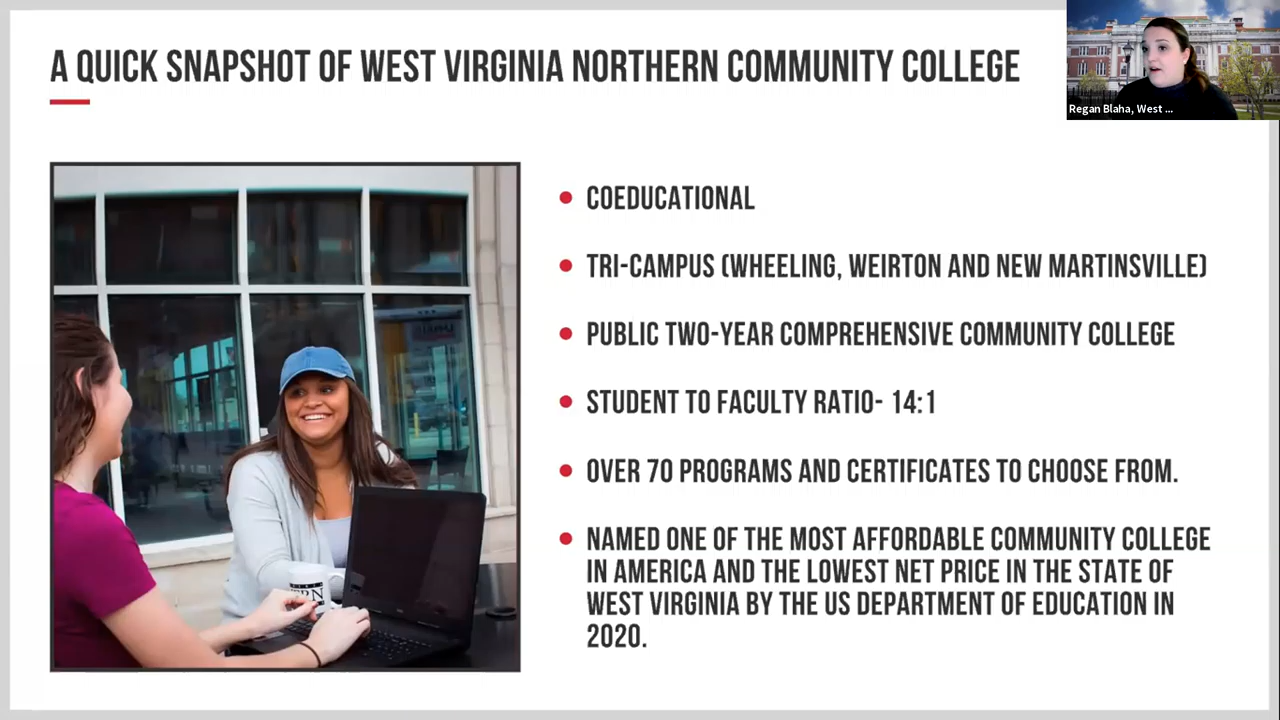 A QUICK SNAPSHOT OF WEST VIRGINIA NORTHERN COMMUNITY COLLEGE
Regan Blaha, West ...
COEDUCATIONAL
TRI-CAMPUS (WHEELING, WEIRTON AND NEW MARTINSVILLE)
PUBLIC TWO-YEAR COMPREHENSIVE COMMUNITY COLLEGE
STUDENT TO FACULTY RATIO- 14:1
OVER 70 PROGRAMS AND CERTIFICATES TO CHOOSE FROM.
NAMED ONE OF THE MOST AFFORDABLE COMMUNITY COLLEGE
IN AMERICA AND THE LOWEST NET PRICE IN THE STATE OF
WEST VIRGINIA BY THE US DEPARTMENT OF EDUCATION IN
2020.